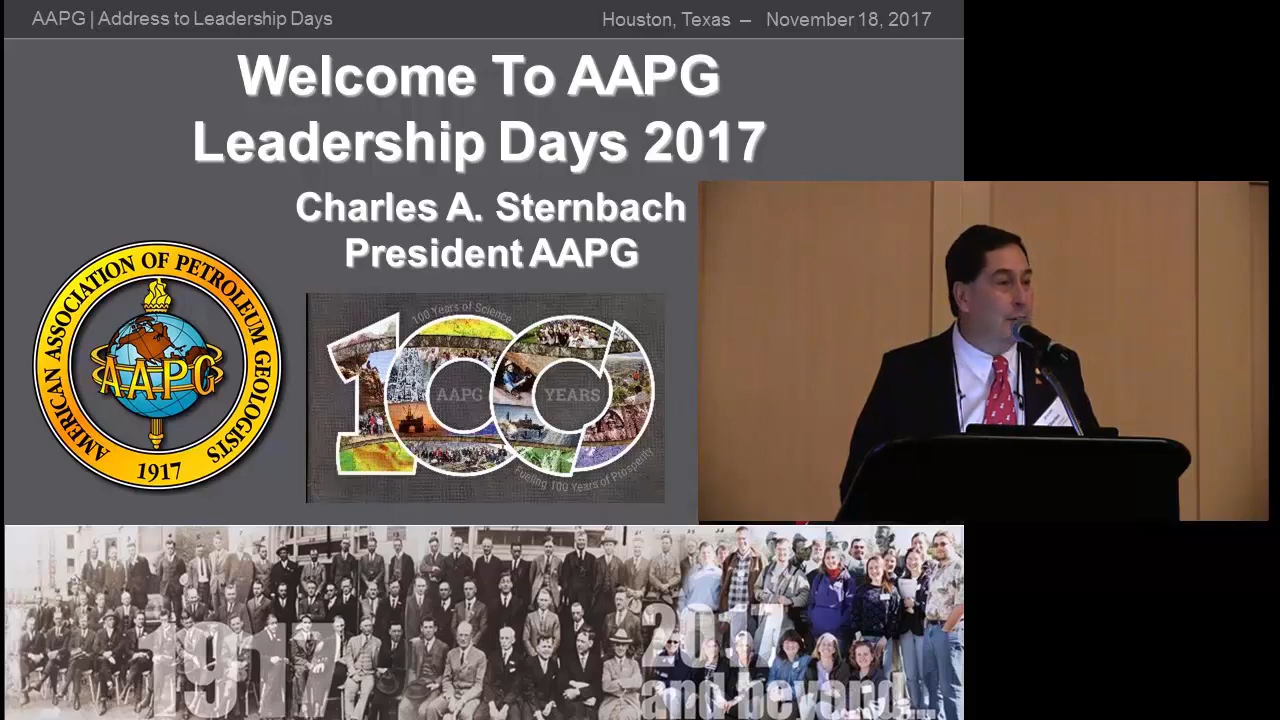 AAPG | Address to Leadership Days
Houston, Texas – November 18, 2017
Welcome To AAPG
Leadership Days 2017
Charles A. Sternbach
President AAPG
AMERICAN ASSOCIATION OF PETROLEUM GEOLOGISTS
AAPG
1917
100 Years of Science
100
AAPG YEARS
Fueling 100 Years of Prosperity
1917
2017
and beyond...